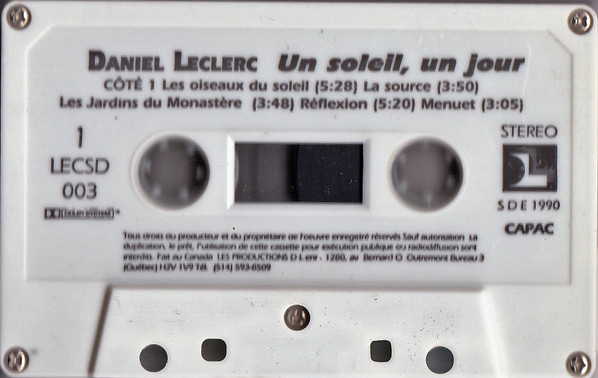 DANIEL LECLERC Un soleil, un jour
CÔTÉ 1 Les oiseaux du soleil (5:28) La source (3:50)
Les Jardins du Monastère (3:48) Réflexion (5:20) Menuet (3:05)
1
LECSD
003
DOLBY SYSTEM
STEREO
DL
S D E 1990
CAPAC
Tous droits du producteur et du propriétaire de l'oeuvre enregistré réservés Sauf autorisation La
duplication, le prêt, l'utilisation de cette cassette pour exécution publique ou radiodiffusion sont
interdits. Fait au Canada LES PRODUCTIONS D L enr. 1280, av Bernard O. Outremont Bureau 3
(Québec) H2V 1V9 Tél. (514) 593-8509